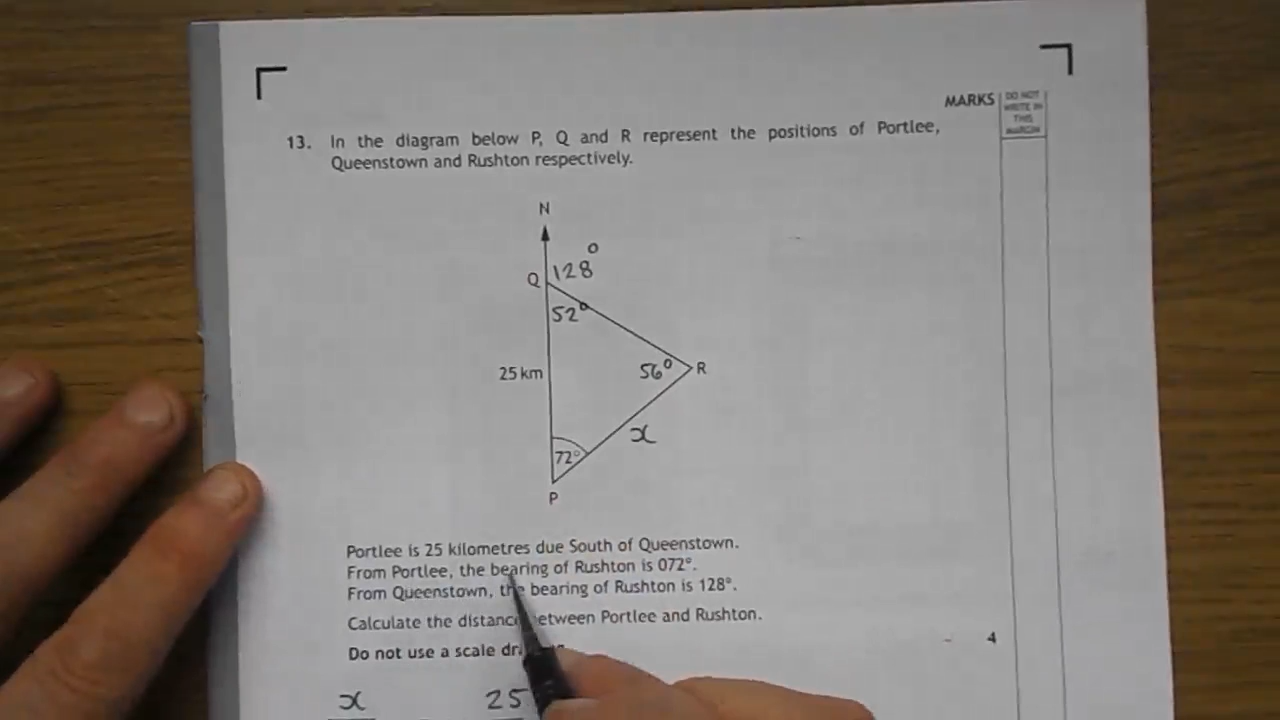 MARKS
DO NOT
WRITE IN
THIS
MARGIN
13. In the diagram below P, Q and R represent the positions of Portlee,
Queenstown and Rushton respectively.
N
Q 128°
52°
25 km
56° R
x
72°
P
Portlee is 25 kilometres due South of Queenstown.
From Portlee, the bearing of Rushton is 072°.
From Queenstown, the bearing of Rushton is 128°.
Calculate the distance between Portlee and Rushton.
4
Do not use a scale
x 25